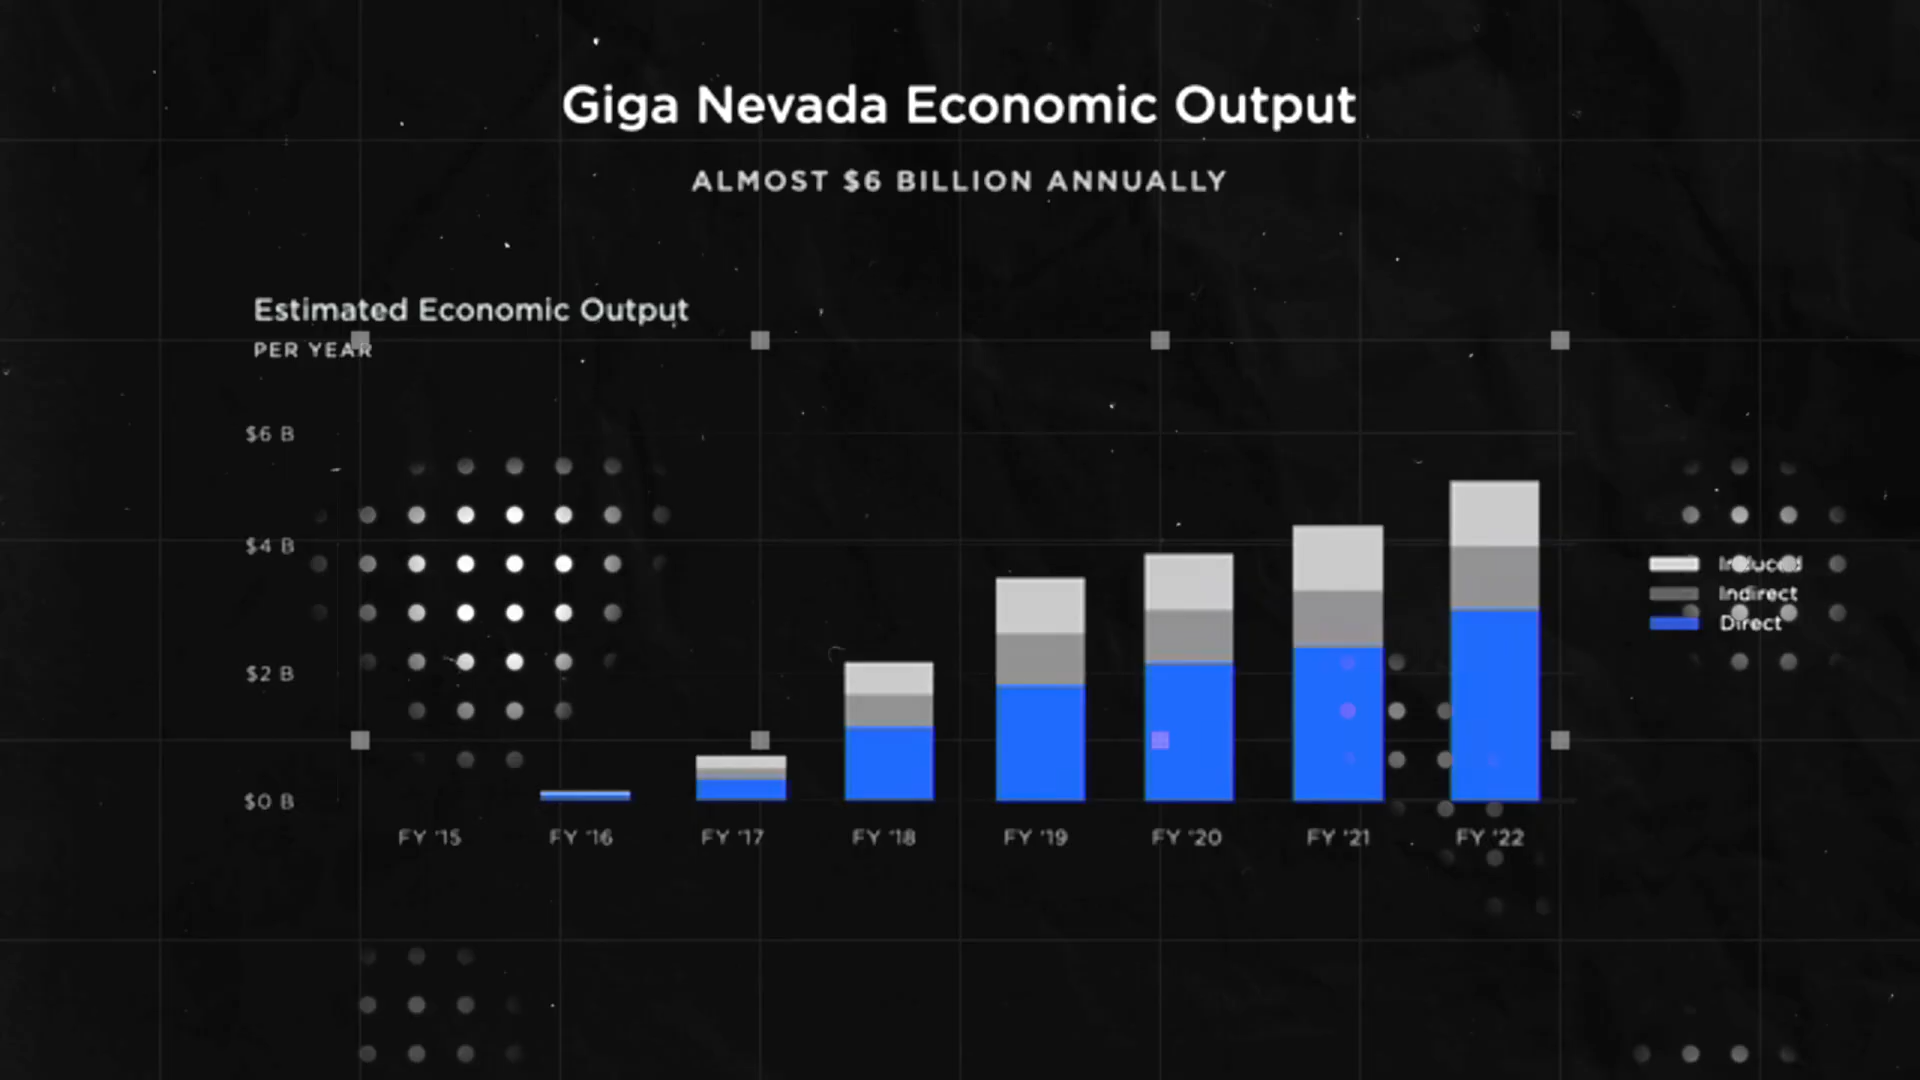 Giga Nevada Economic Output
ALMOST $6 BILLION ANNUALLY
Estimated Economic Output
PER YEAR
$6 B
$4 B
$2 B
$0 B
FY '15 FY '16 FY '17 FY '18 FY '19 FY '20 FY '21 FY '22
Induced
Indirect
Direct